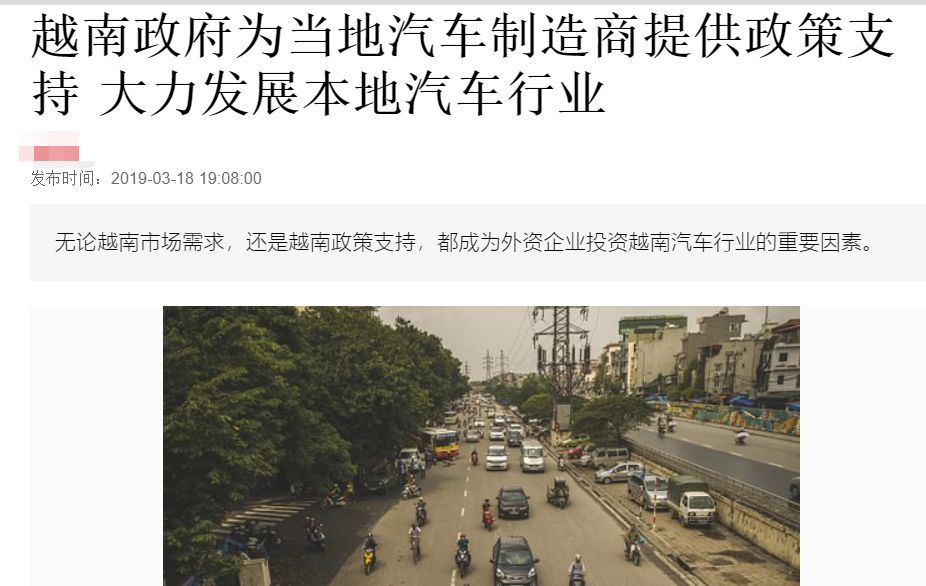 越南政府为当地汽车制造商提供政策支
持 大力发展本地汽车行业
发布时间：2019-03-18 19:08:00
无论越南市场需求，还是越南政策支持，都成为外资企业投资越南汽车行业的重要因素。